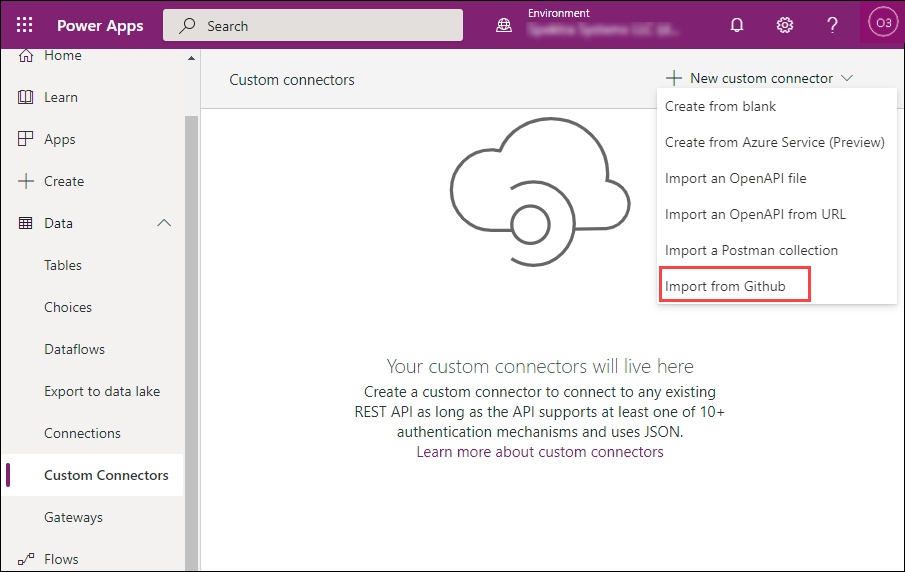 Power Apps
Search
Environment
?
O3
Home
Learn
Apps
Create
Data
Tables
Choices
Dataflows
Export to data lake
Connections
Custom Connectors
Gateways
Flows
Custom connectors
New custom connector
Create from blank
Create from Azure Service (Preview)
Import an OpenAPI file
Import an OpenAPI from URL
Import a Postman collection
Import from Github
Your custom connectors will live here
Create a custom connector to connect to any existing
REST API as long as the API supports at least one of 10+
authentication mechanisms and uses JSON.
Learn more about custom connectors